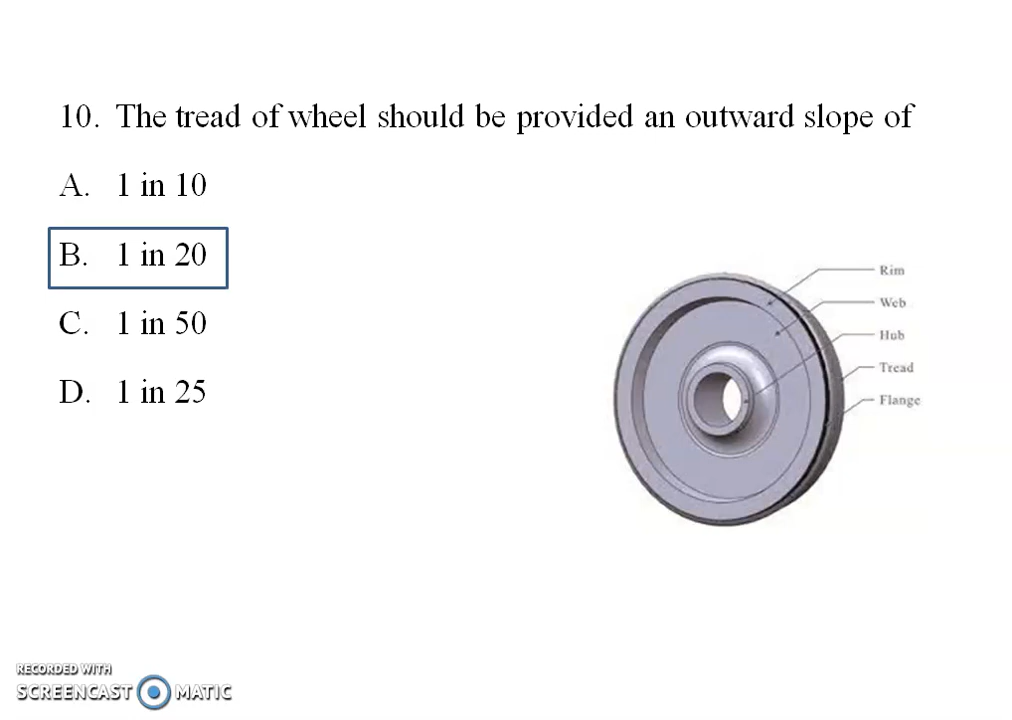 10. The tread of wheel should be provided an outward slope of
A. 1 in 10
B. 1 in 20
C. 1 in 50
D. 1 in 25
Rim
Web
Hub
Tread
Flange
RECORDED WITH
SCREENCAST MATIC